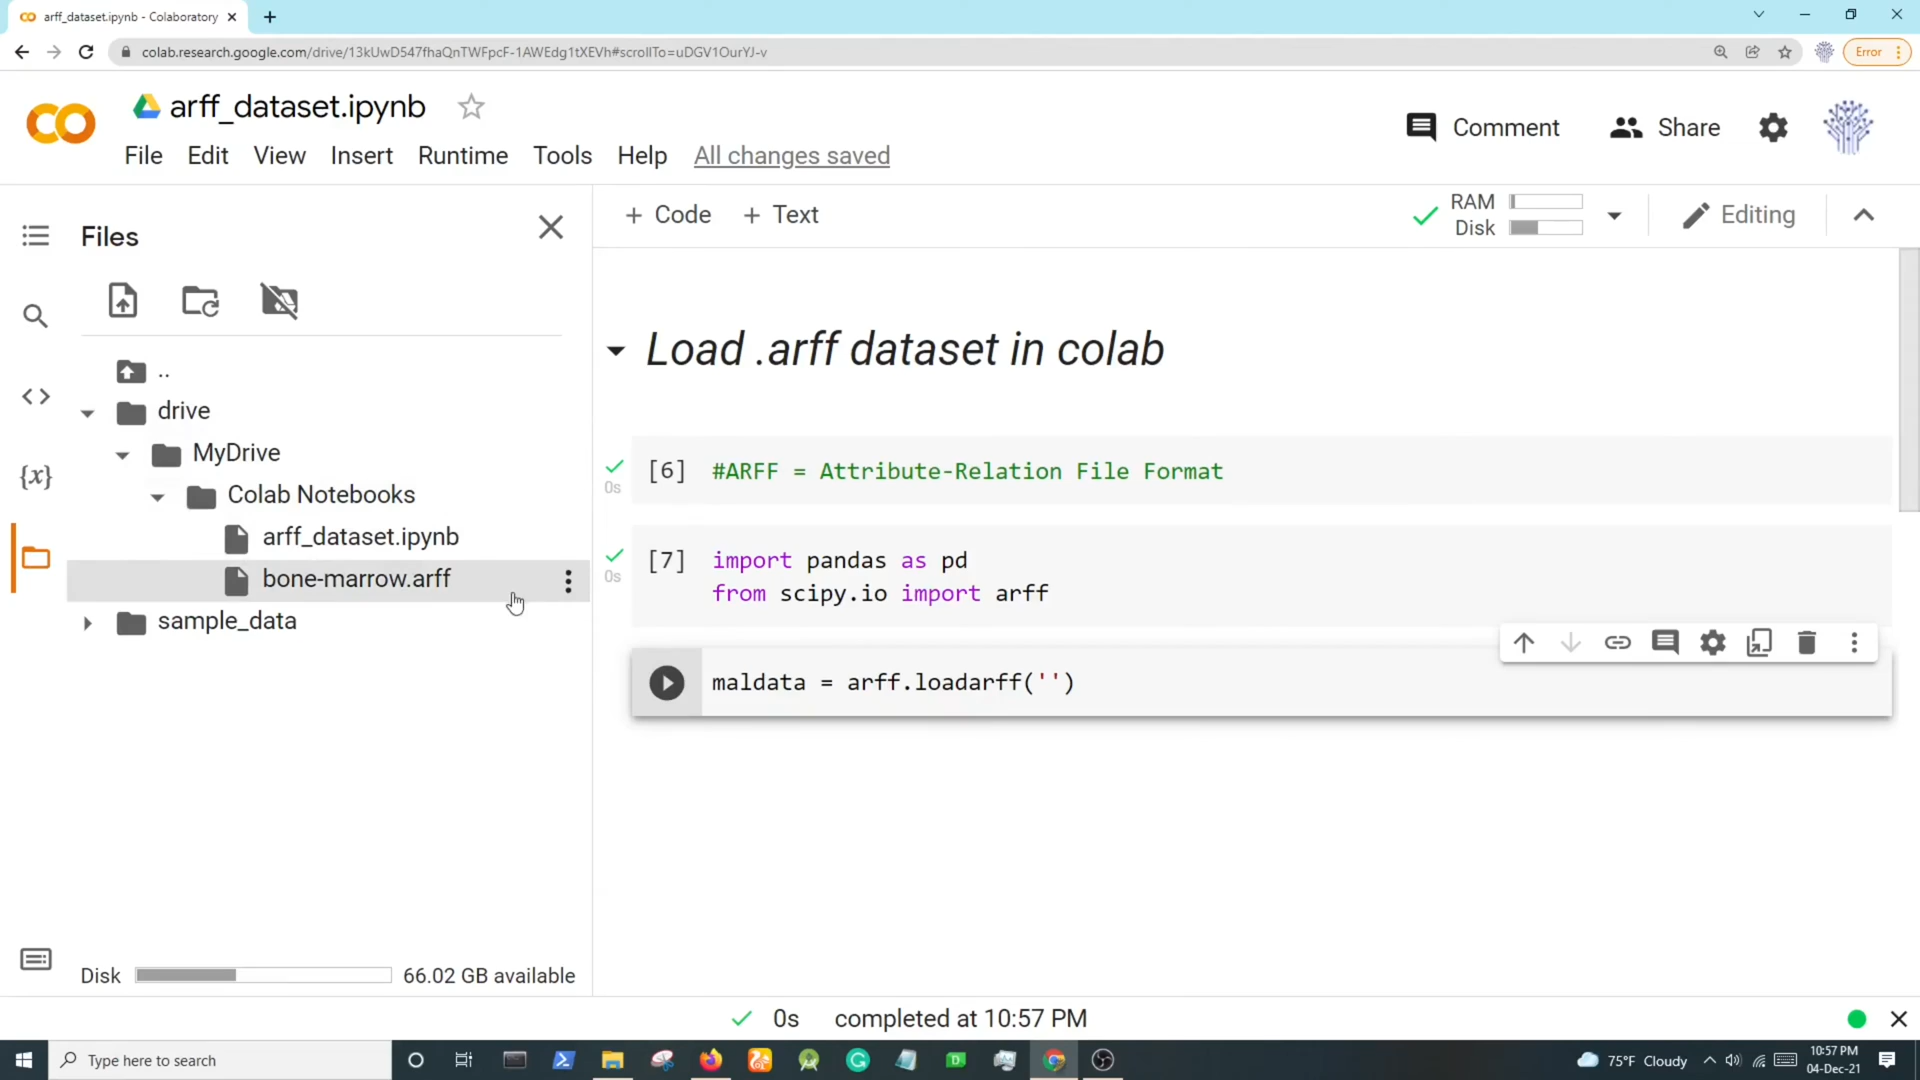 arff_dataset.ipynb - Colaboratory
colab.research.google.com/drive/13kUwD547fhaQnTWFpcF-1AWEdg1tXEVh#scrollTo=uDGV1OurYJ-v
Error
arff_dataset.ipynb
Comment
Share
File Edit View Insert Runtime Tools Help All changes saved
Files
+ Code + Text
RAM
Disk
Editing
..
drive
MyDrive
Colab Notebooks
arff_dataset.ipynb
bone-marrow.arff
sample_data
{x}
Load .arff dataset in colab
[6] #ARFF = Attribute-Relation File Format
0s
[7] import pandas as pd
0s
from scipy.io import arff
maldata = arff.loadarff('')
Disk 66.02 GB available
0s completed at 10:57 PM
Type here to search
75°F Cloudy
10:57 PM
04-Dec-21